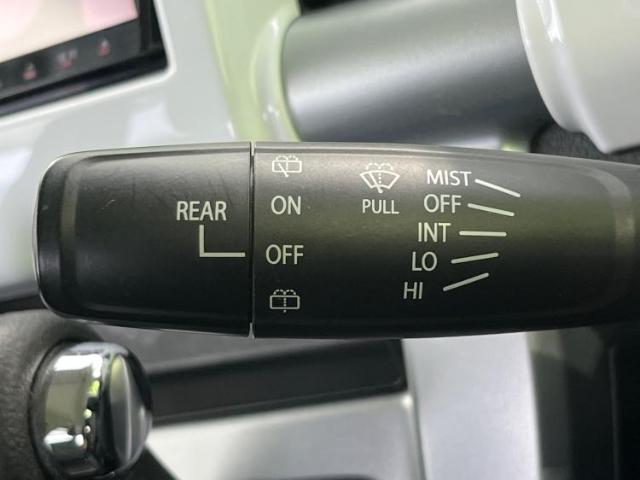 REAR
ON
OFF
PULL
MIST
OFF
INT
LO
HI